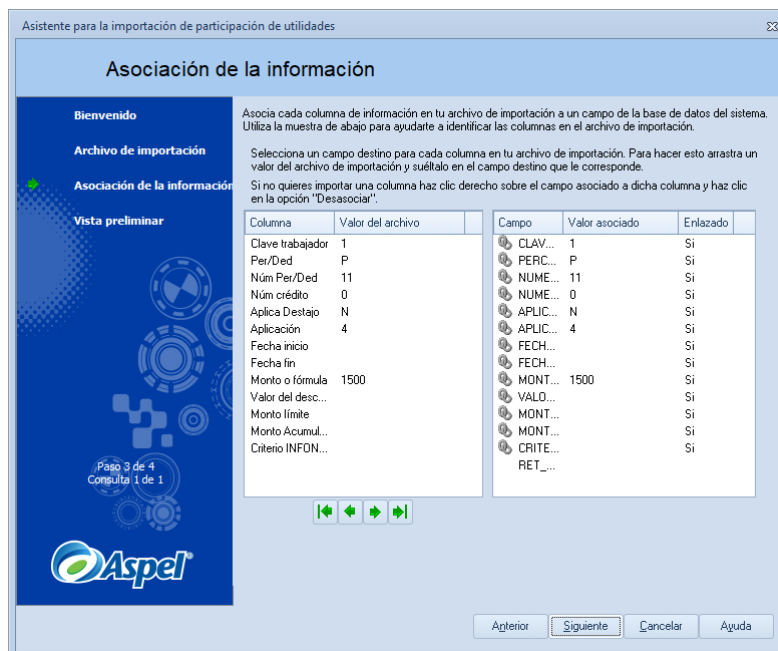 Asistente para la importación de participación de utilidades
Asociación de la información
Bienvenido
Archivo de importación
Asociación de la información
Vista preliminar
Paso 3 de 4
Consulta 1 de 1
Aspel
Asocia cada columna de información en tu archivo de importación a un campo de la base de datos del sistema.
Utiliza la muestra de abajo para ayudarte a identificar las columnas en el archivo de importación.
Selecciona un campo destino para cada columna en tu archivo de importación. Para hacer esto arrastra un
valor del archivo de importación y suéltalo en el campo destino que le corresponde.
Si no quieres importar una columna haz clic derecho sobre el campo asociado a dicha columna y haz clic
en la opción "Desasociar".
Columna Valor del archivo
Clave trabajador 1
Per/Ded P
Núm Per/Ded 11
Núm crédito 0
Aplica Destajo N
Aplicación 4
Fecha inicio
Fecha fin
Monto o fórmula 1500
Valor del desc...
Monto límite
Monto Acumul...
Criterio INFON...
Campo Valor asociado Enlazado
CLAV... 1 Si
PERC... P Si
NUME... 11 Si
NUME... 0 Si
APLIC... N Si
APLIC... 4 Si
FECH... Si
FECH... Si
MONT... 1500 Si
VALO... Si
MONT... Si
MONT... Si
CRITE... Si
RET_...
Anterior Siguiente Cancelar Ayuda